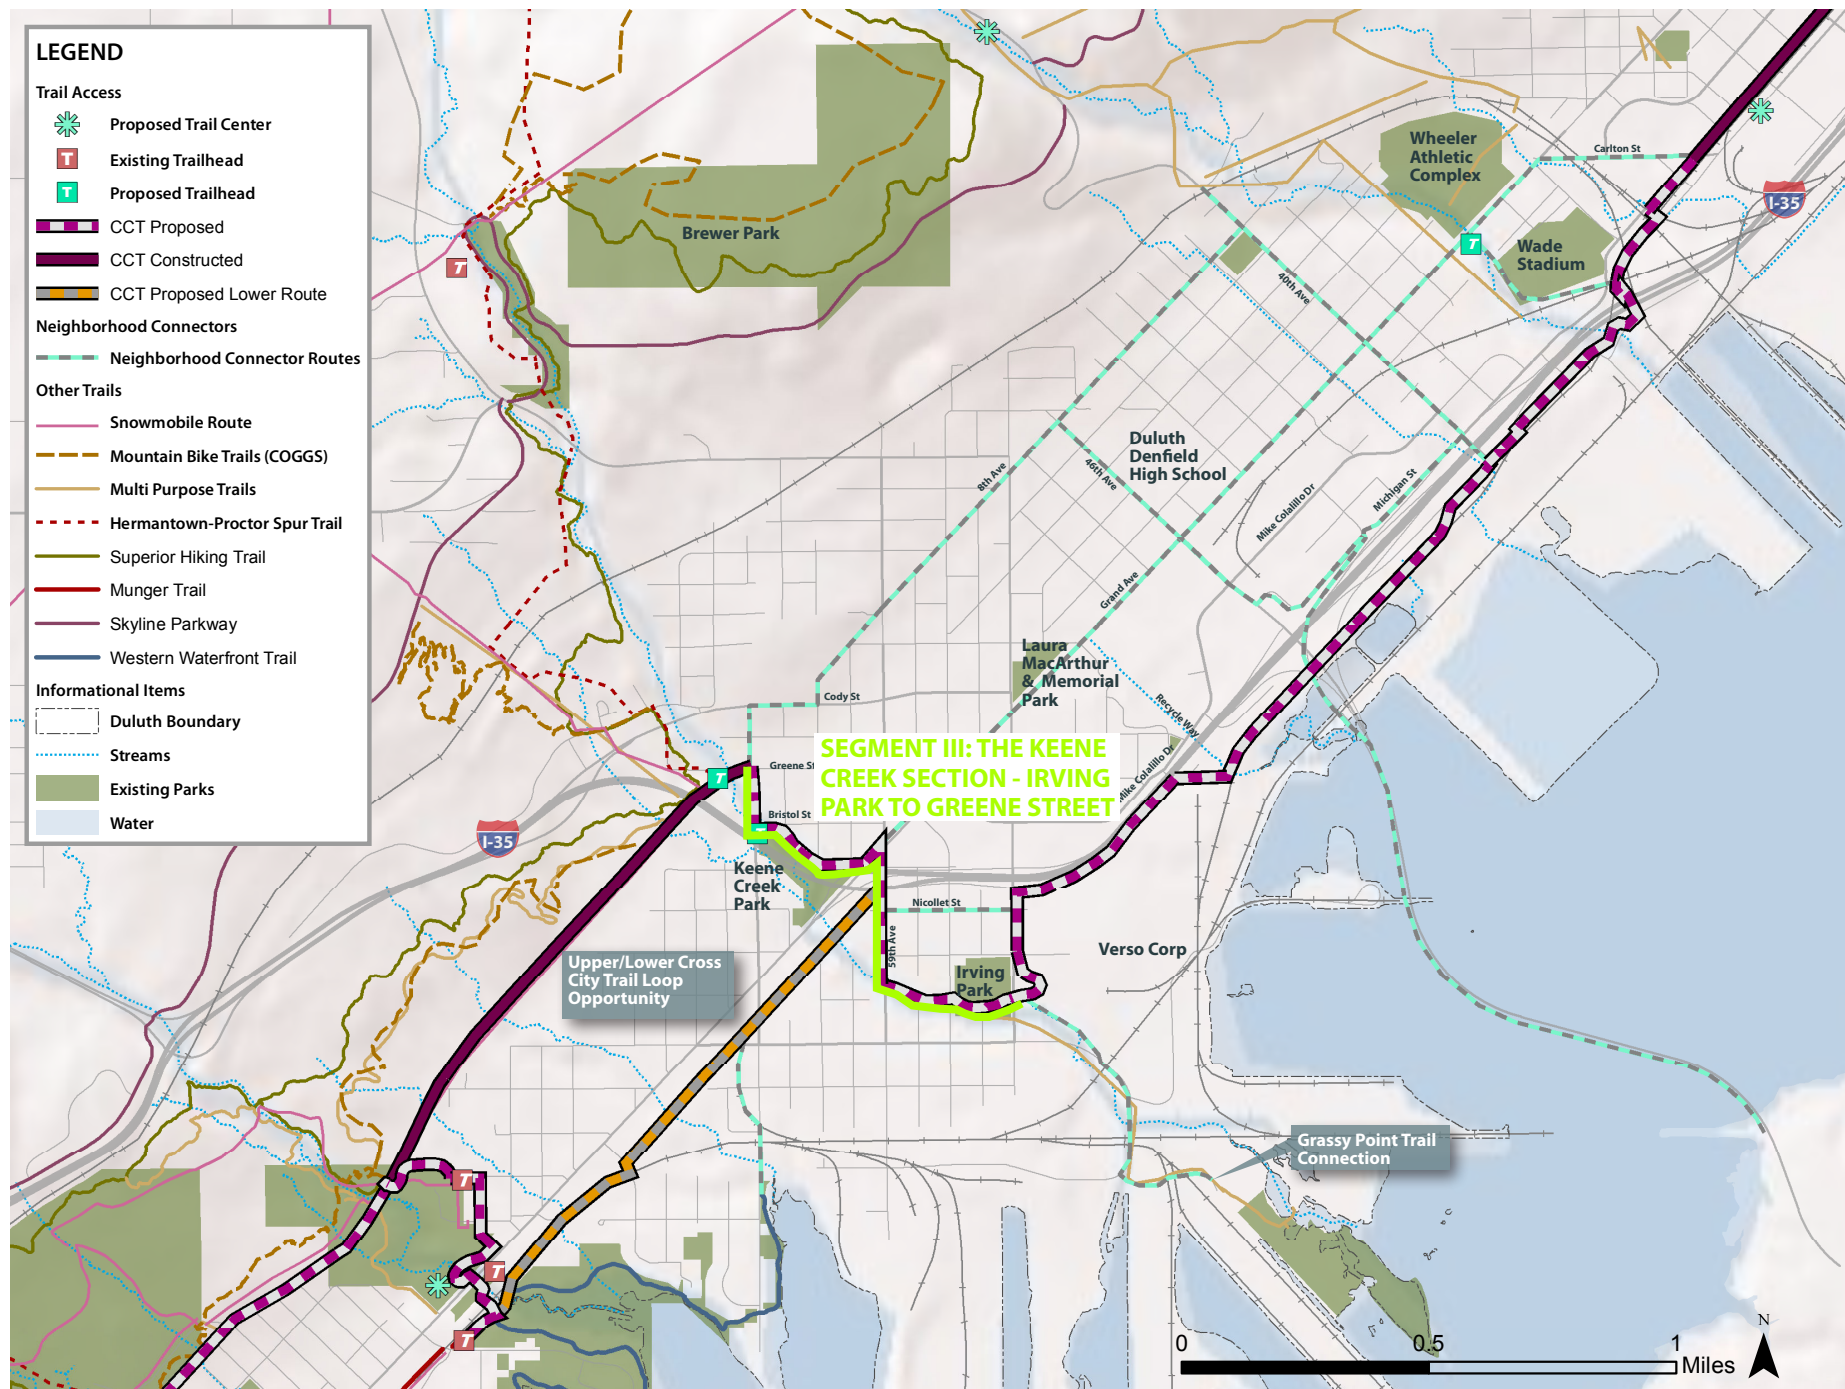 LEGEND
Trail Access
Proposed Trail Center
T Existing Trailhead
T Proposed Trailhead
CCT Proposed
CCT Constructed
CCT Proposed Lower Route
Neighborhood Connectors
Neighborhood Connector Routes
Other Trails
Snowmobile Route
Mountain Bike Trails (COGGS)
Multi Purpose Trails
Hermantown-Proctor Spur Trail
Superior Hiking Trail
Munger Trail
Skyline Parkway
Western Waterfront Trail
Informational Items
Duluth Boundary
Streams
Existing Parks
Water
Wheeler
Athletic
Complex
Carlton St
I-35
T
Wade
Stadium
Brewer Park
T
40th Ave
Duluth
Denfield
High School
8th Ave
46th Ave
Michigan St
Mike Colalillo Dr
Grand Ave
Laura
MacArthur
& Memorial
Park
Cody St
Recycle Way
SEGMENT III: THE KEENE
CREEK SECTION - IRVING
PARK TO GREENE STREET
Greene St
T
Mike Colalillo Dr
Bristol St
T
I-35
Keene
Creek
Park
Nicollet St
59th Ave
Verso Corp
Irving
Park
Upper/Lower Cross
City Trail Loop
Opportunity
Grassy Point Trail
Connection
T
T
T
N
0 0.5 1
Miles